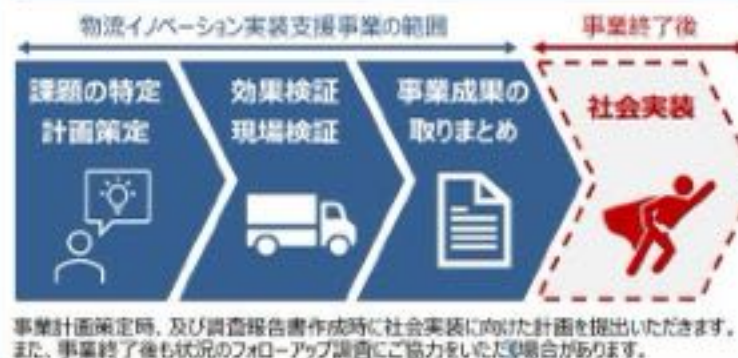 物流イノベーション実装支援事業の範囲
事業終了後
課題の特定
計画策定
効果検証
現場検証
事業成果の
取りまとめ
社会実装
事業計画策定時、及び調査報告書作成時に社会実装に向けた計画を提出いただきます。
また、事業終了後も状況のフォローアップ調査にご協力をいただく場合があります。